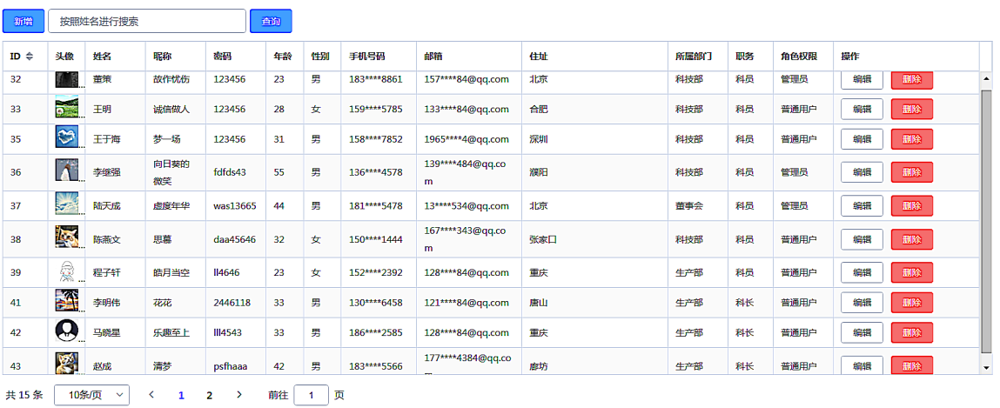 新增 按照姓名进行搜索 查询
ID 头像 姓名 昵称 密码 年龄 性别 手机号码 邮箱 住址 所属部门 职务 角色权限 操作
32 ... 董策 故作忧伤 123456 23 男 183****8861 157****84@qq.com 北京 科技部 科员 管理员 编辑 删除
33 ... 王明 诚信做人 123456 28 女 159****5785 133****84@qq.com 合肥 科技部 科员 普通用户 编辑 删除
35 ... 王于海 梦一场 123456 31 男 158****7852 1965****4@qq.com 深圳 科技部 科员 普通用户 编辑 删除
36 ... 李继强 向日葵的 fdfds43 55 男 136****4578 139****484@qq.co 濮阳 科技部 科员 管理员 编辑 删除
微笑 m
37 ... 陆天成 虚度年华 was13665 44 男 181****5478 13****534@qq.com 北京 董事会 科员 管理员 编辑 删除
38 ... 陈燕文 思慕 daa45646 32 女 150****1444 167****343@qq.co 张家口 科技部 科员 普通用户 编辑 删除
m
39 ... 程子轩 皓月当空 ll4646 23 女 152****2392 128****84@qq.com 重庆 生产部 科员 普通用户 编辑 删除
41 ... 李明伟 花花 2446118 33 男 130****6458 121****84@qq.com 唐山 生产部 科长 普通用户 编辑 删除
42 ... 马晓星 乐趣至上 lll4543 33 男 186****2585 128****84@qq.com 重庆 生产部 科长 普通用户 编辑 删除
43 ... 赵成 清梦 psfhaaa 42 男 183****5566 177****4384@qq.co 廊坊 生产部 科长 普通用户 编辑 删除
共 15 条 10条/页 1 2 前往 1 页